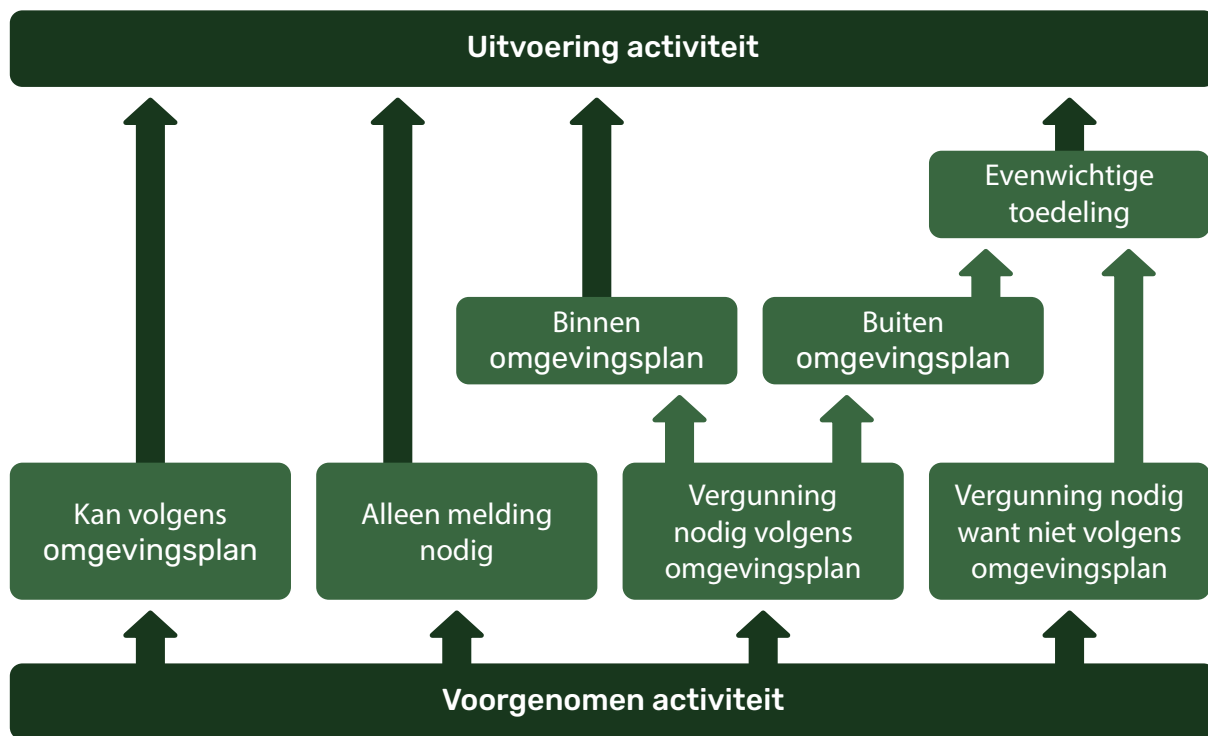 Uitvoering activiteit
Evenwichtige
toedeling
Binnen
omgevingsplan
Buiten
omgevingsplan
Kan volgens
omgevingsplan
Alleen melding
nodig
Vergunning
nodig volgens
omgevingsplan
Vergunning nodig
want niet volgens
omgevingsplan
Voorgenomen activiteit